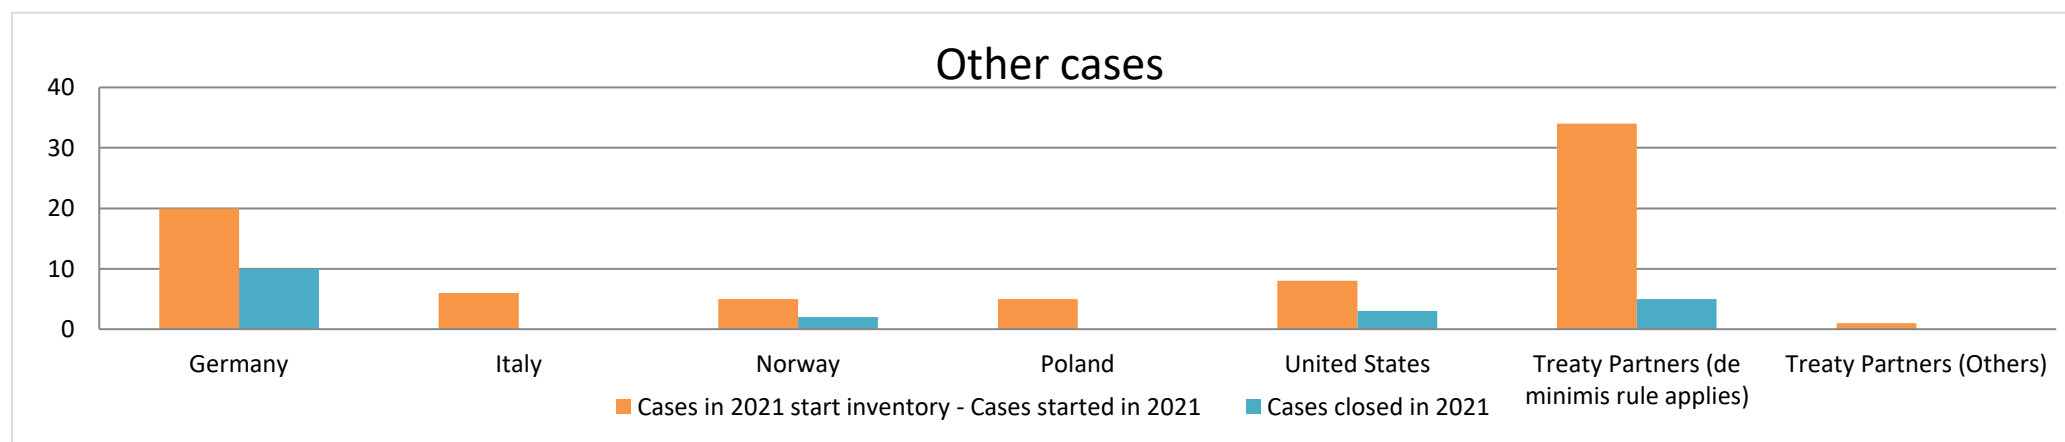 Other cases
40
30
20
10
0
Germany
Italy
Norway
Poland
United States
Treaty Partners (de
minimis rule applies)
Treaty Partners (Others)
Cases in 2021 start inventory - Cases started in 2021
Cases closed in 2021